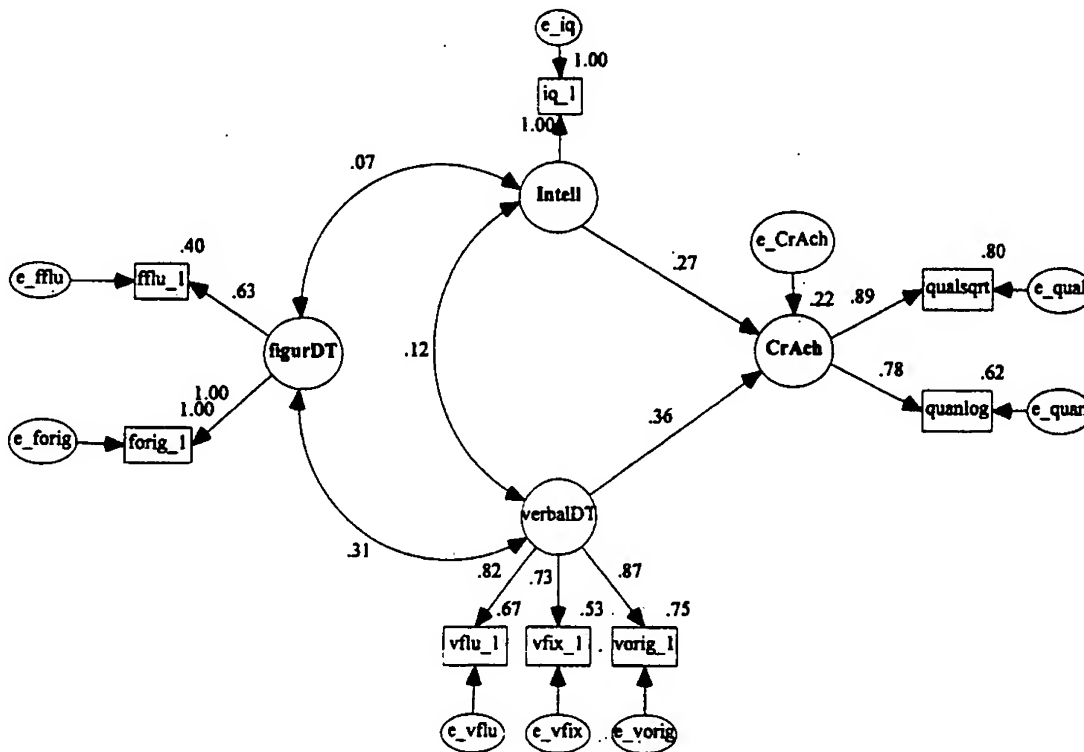 e_iq
1.00
iq_1
1.00
.07
Intell
e_CrAch
.40
.27
.80
e_fflu
fflu_1
.22
.89
qualsqrt
e_qual
.63
figurDT
.12
CrAch
1.00
.78
.62
1.00
quanlog
e_quan
e_forig
forig_1
.36
verbalDT
.31
.82
.73
.87
.67
.53
.75
vflu_1
vfix_1
vorig_1
e_vflu
e_vfix
e_vorig